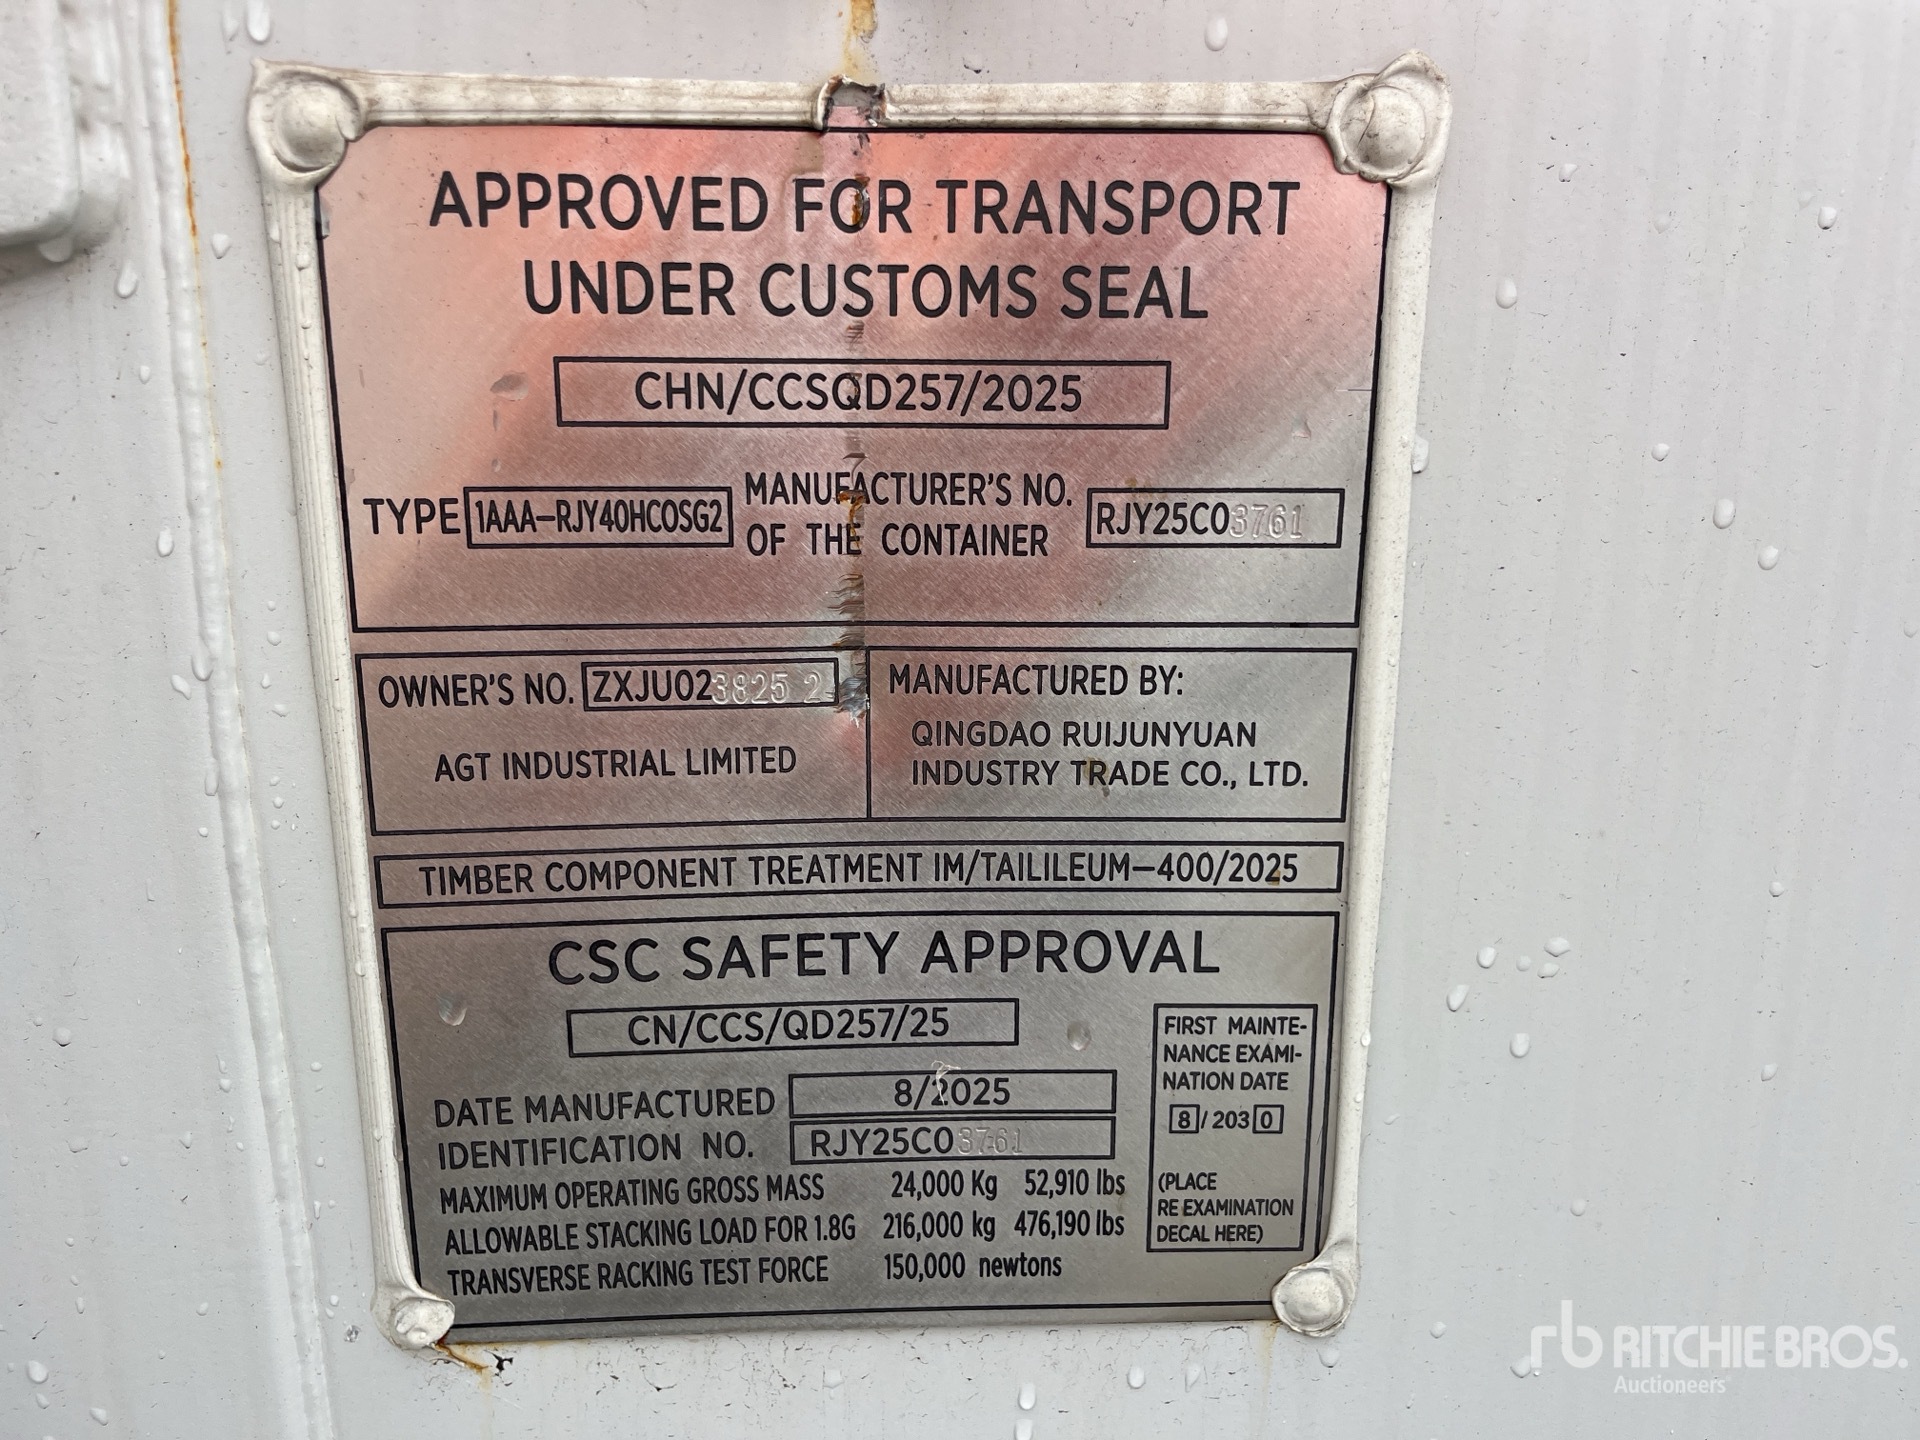 APPROVED FOR TRANSPORT
UNDER CUSTOMS SEAL
CHN/CCSQD257/2025
TYPE 1AAA-RJY40HCOSG2 MANUFACTURER'S NO. OF THE CONTAINER RJY25C03761
OWNER'S NO. ZXJU023825 2
AGT INDUSTRIAL LIMITED
MANUFACTURED BY:
QINGDAO RUIJUNYUAN
INDUSTRY TRADE CO., LTD.
TIMBER COMPONENT TREATMENT IM/TAILILEUM-400/2025
CSC SAFETY APPROVAL
CN/CCS/QD257/25
DATE MANUFACTURED 8/2025
IDENTIFICATION NO. RJY25C03761
MAXIMUM OPERATING GROSS MASS 24,000 Kg 52,910 lbs
ALLOWABLE STACKING LOAD FOR 1.8G 216,000 kg 476,190 lbs
TRANSVERSE RACKING TEST FORCE 150,000 newtons
FIRST MAINTE-
NANCE EXAMI-
NATION DATE
8/2030
(PLACE
RE EXAMINATION
DECAL HERE)
rb RITCHIE BROS.
Auctioneers